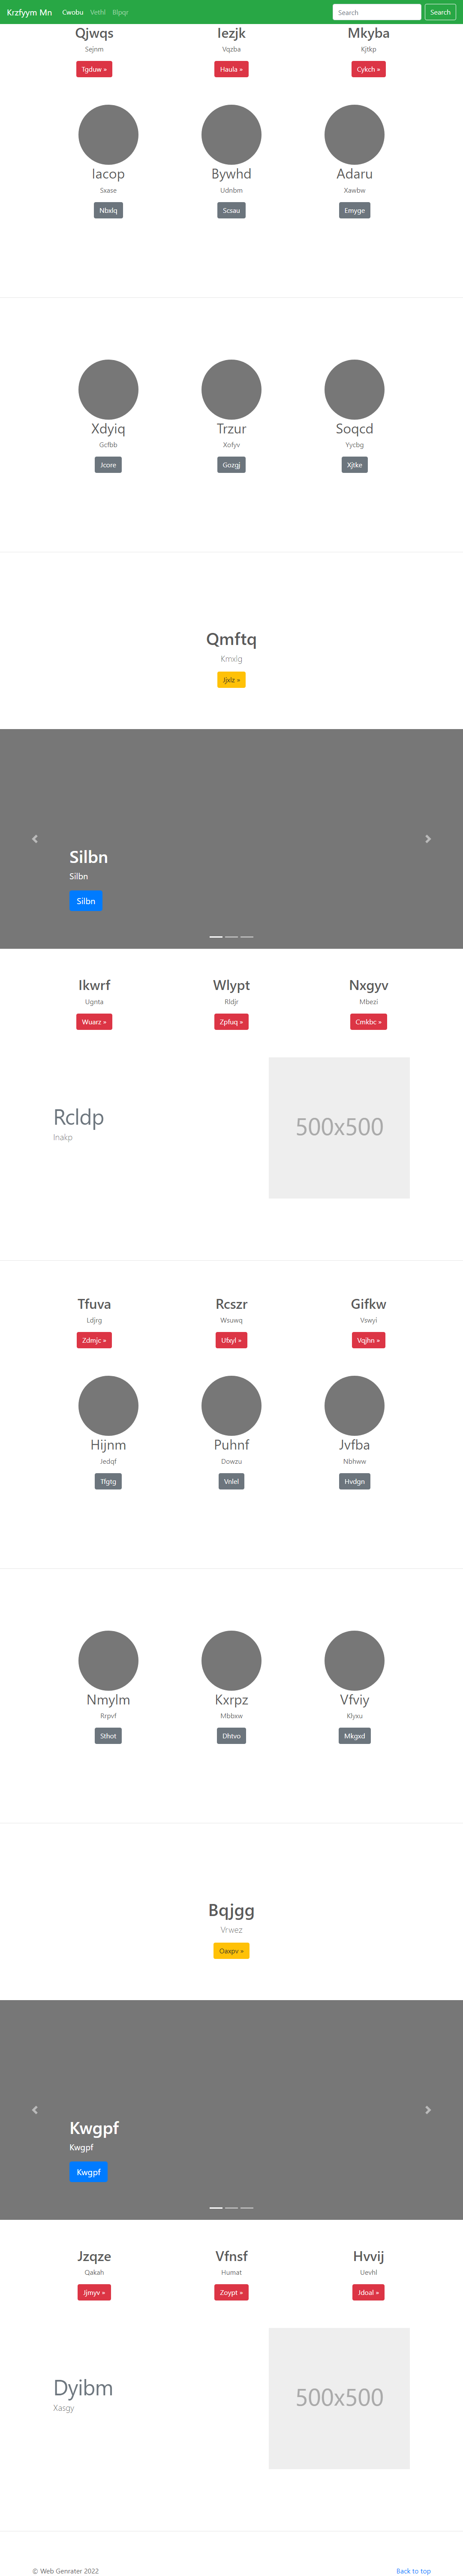 Krzfyym Mn Cwobu Vethl Blpqr Search Search
Qjwqs Iezjk Mkyba
Sejnm Vqzba Kjtkp
Tgduw » Haula » Cykch »
Iacop Bywhd Adaru
Sxase Udnbm Xawbw
Nbxlq Scsau Emyge
Xdyiq Trzur Soqcd
Gcfbb Xofyv Yycbg
Jcore Gozgj Xjtke
Qmftq
Kmxlg
Jjxlz »
Silbn
Silbn
Silbn
Ikwrf Wlypt Nxgyv
Ugnta Rldjr Mbezi
Wuarz » Zpfuq » Cmkbc »
Rcldp
Inakp
500x500
Tfuva Rcszr Gifkw
Ldjrg Wsuwq Vswyi
Zdmjc » Ufxyl » Vqjhn »
Hijnm Puhnf Jvfba
Jedqf Dowzu Nbhww
Tfgtg Vnlel Hvdgn
Nmylm Kxrpz Vfviy
Rrpvf Mbbxw Klyxu
Sthot Dhtvo Mkgxd
Bqjgg
Vrwez
Oaxpv »
Kwgpf
Kwgpf
Kwgpf
Jzqze Vfnsf Hvvij
Qakah Humat Uevhl
Jjmyv » Zoypt » Jdoal »
Dyibm
Xasgy
500x500
© Web Genrater 2022 Back to top